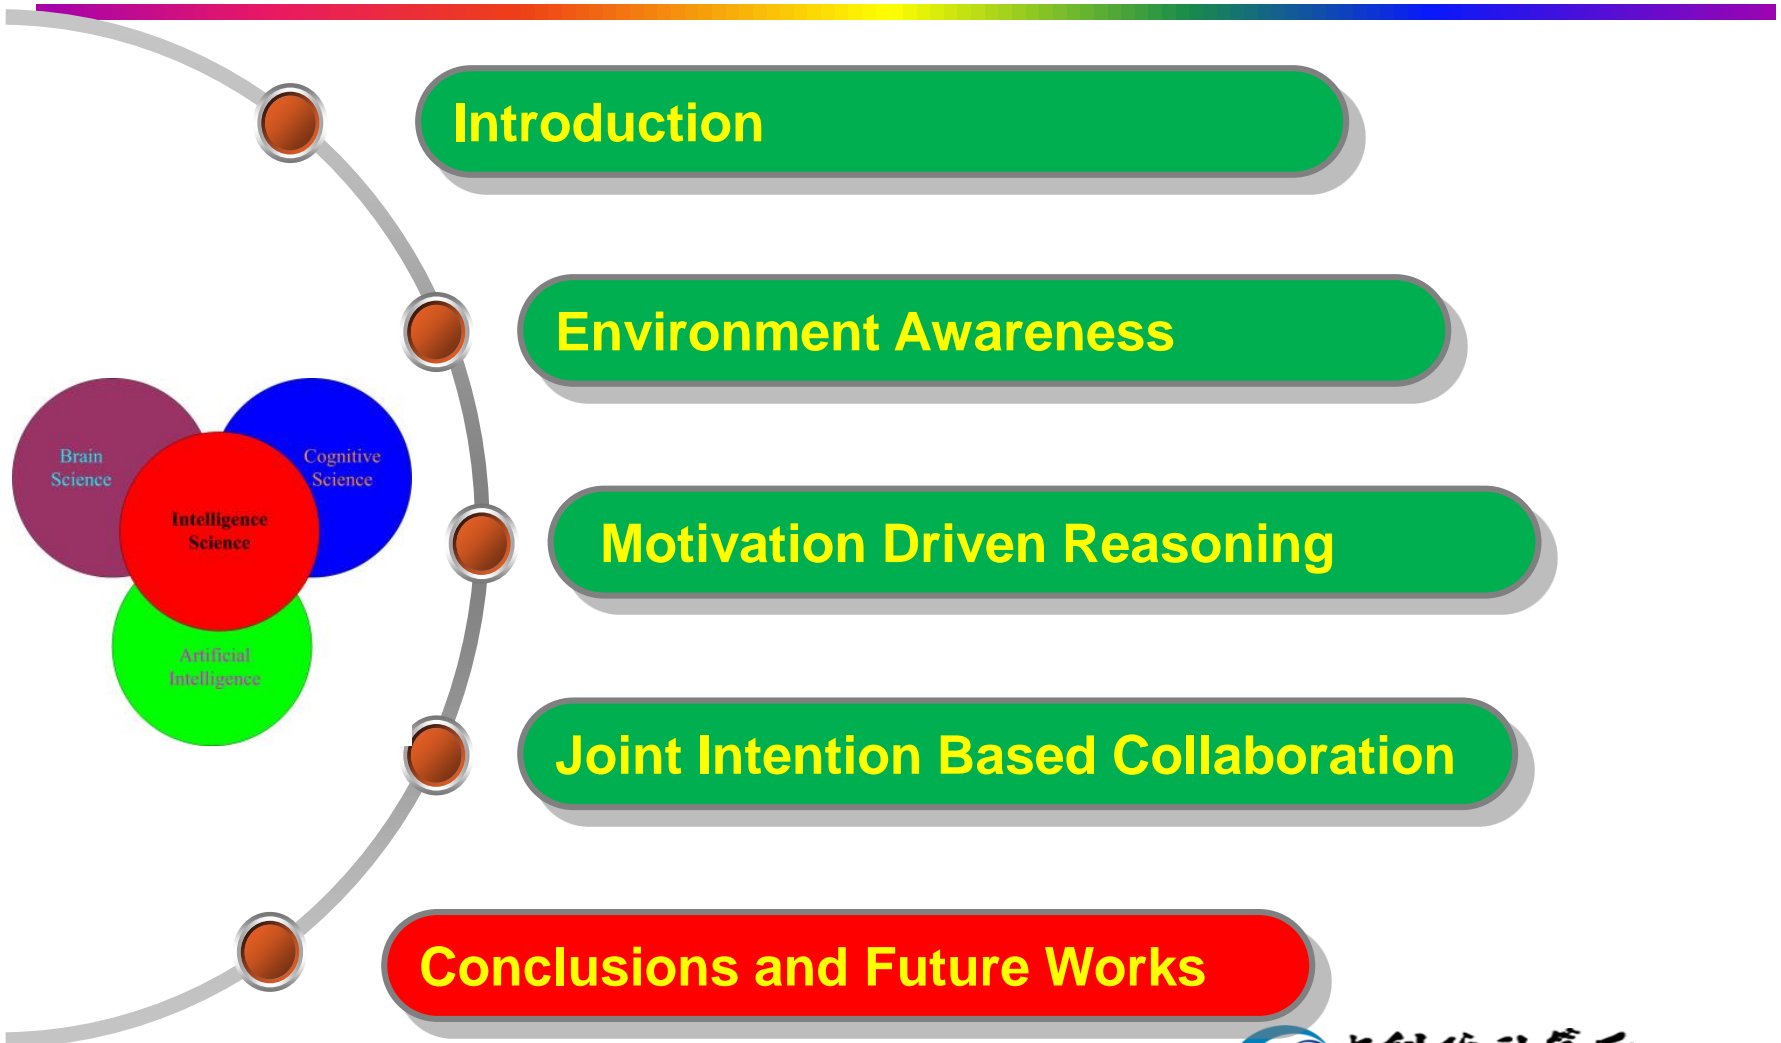 Introduction
Environment Awareness
Brain
Science
Cognitive
Science
Intelligence
Science
Artificial
Intelligence
Motivation Driven Reasoning
Joint Intention Based Collaboration
Conclusions and Future Works